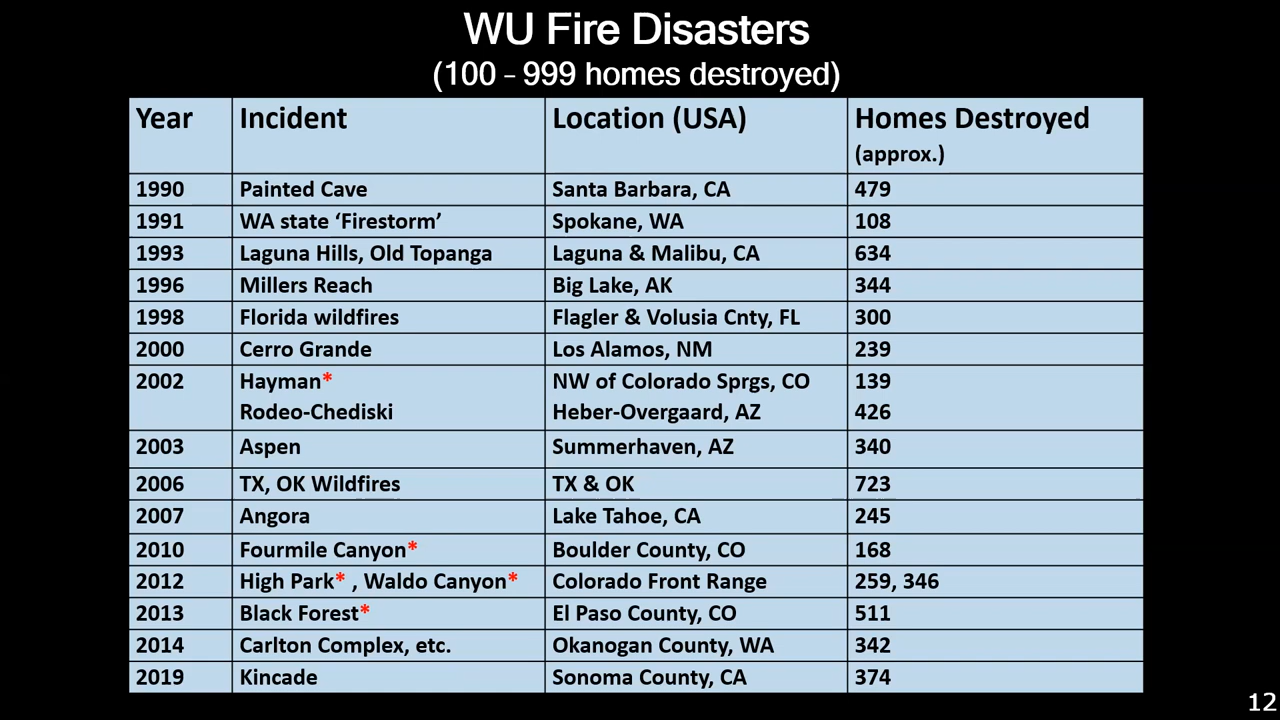 WU Fire Disasters
(100 – 999 homes destroyed)
Year Incident Location (USA) Homes Destroyed
(approx.)
1990 Painted Cave Santa Barbara, CA 479
1991 WA state ‘Firestorm’ Spokane, WA 108
1993 Laguna Hills, Old Topanga Laguna & Malibu, CA 634
1996 Millers Reach Big Lake, AK 344
1998 Florida wildfires Flagler & Volusia Cnty, FL 300
2000 Cerro Grande Los Alamos, NM 239
2002 Hayman* NW of Colorado Sprgs, CO 139
Rodeo-Chediski Heber-Overgaard, AZ 426
2003 Aspen Summerhaven, AZ 340
2006 TX, OK Wildfires TX & OK 723
2007 Angora Lake Tahoe, CA 245
2010 Fourmile Canyon* Boulder County, CO 168
2012 High Park* , Waldo Canyon* Colorado Front Range 259, 346
2013 Black Forest* El Paso County, CO 511
2014 Carlton Complex, etc. Okanogan County, WA 342
2019 Kincade Sonoma County, CA 374
12